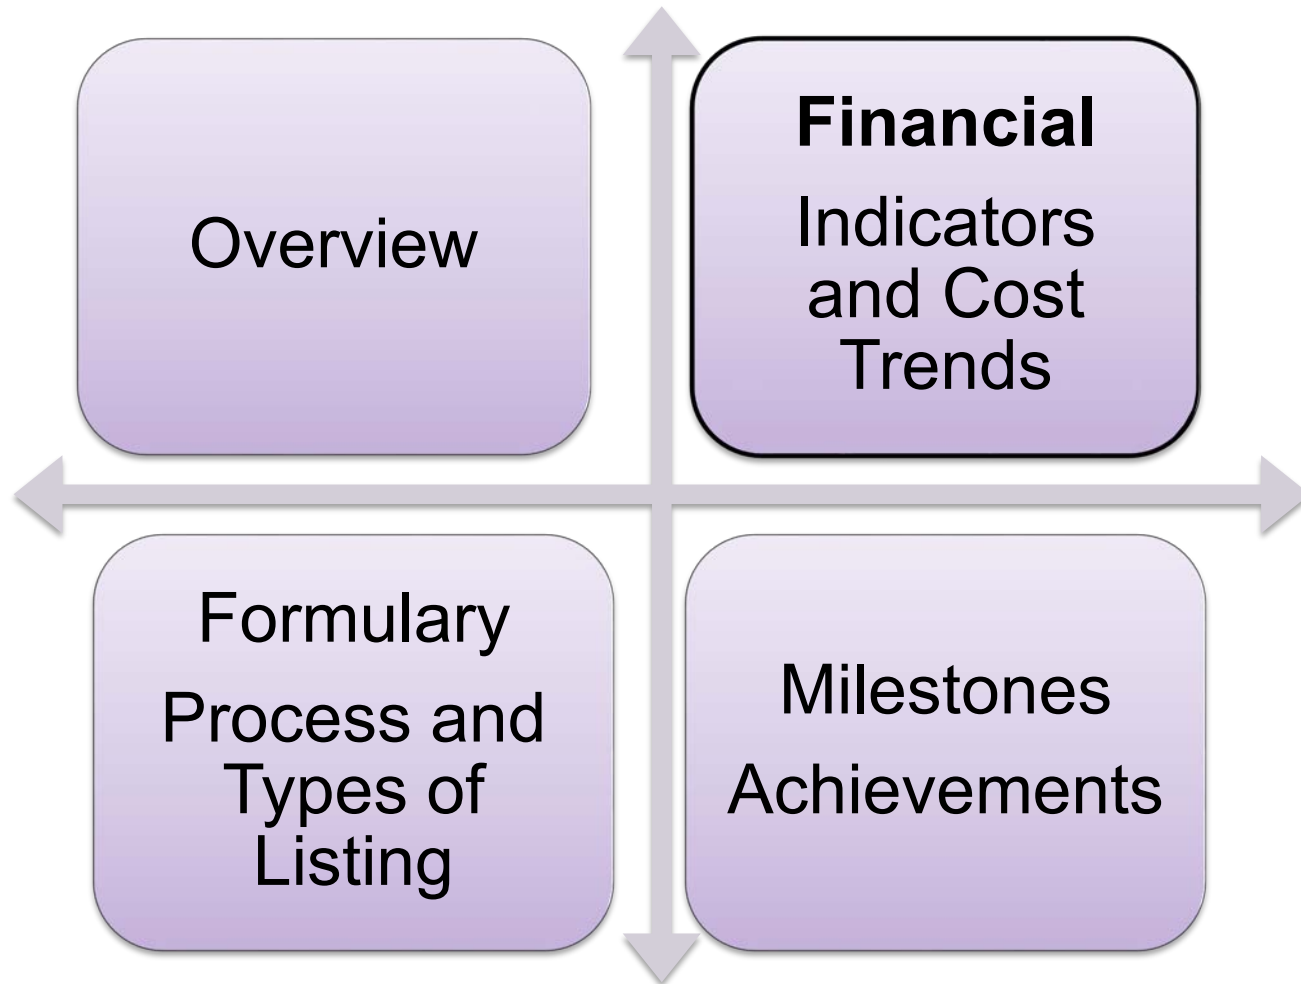 Overview
Financial
Indicators
and Cost
Trends
Formulary
Process and
Types of
Listing
Milestones
Achievements